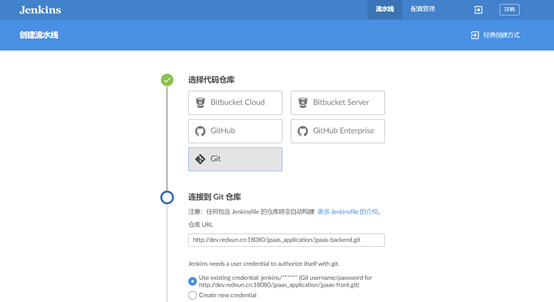 Jenkins
流水线
配置管理
注销
创建流水线
经典创建方式
选择代码仓库
Bitbucket Cloud
Bitbucket Server
GitHub
GitHub Enterprise
Git
连接到 Git 仓库
注意：任何包含 Jenkinsfile 的仓库将会自动构建 更多 Jenkinsfile 的介绍。
仓库 URL
http://dev.redxun.cn:18080/jpaas_application/jpaas-backend.git
Jenkins needs a user credential to authorize itself with git.
Use existing credential: jenkins/****** (Git username/password for
http://dev.redxun.cn:18080/jpaas_application/jpaas-front.git)
Create new credential